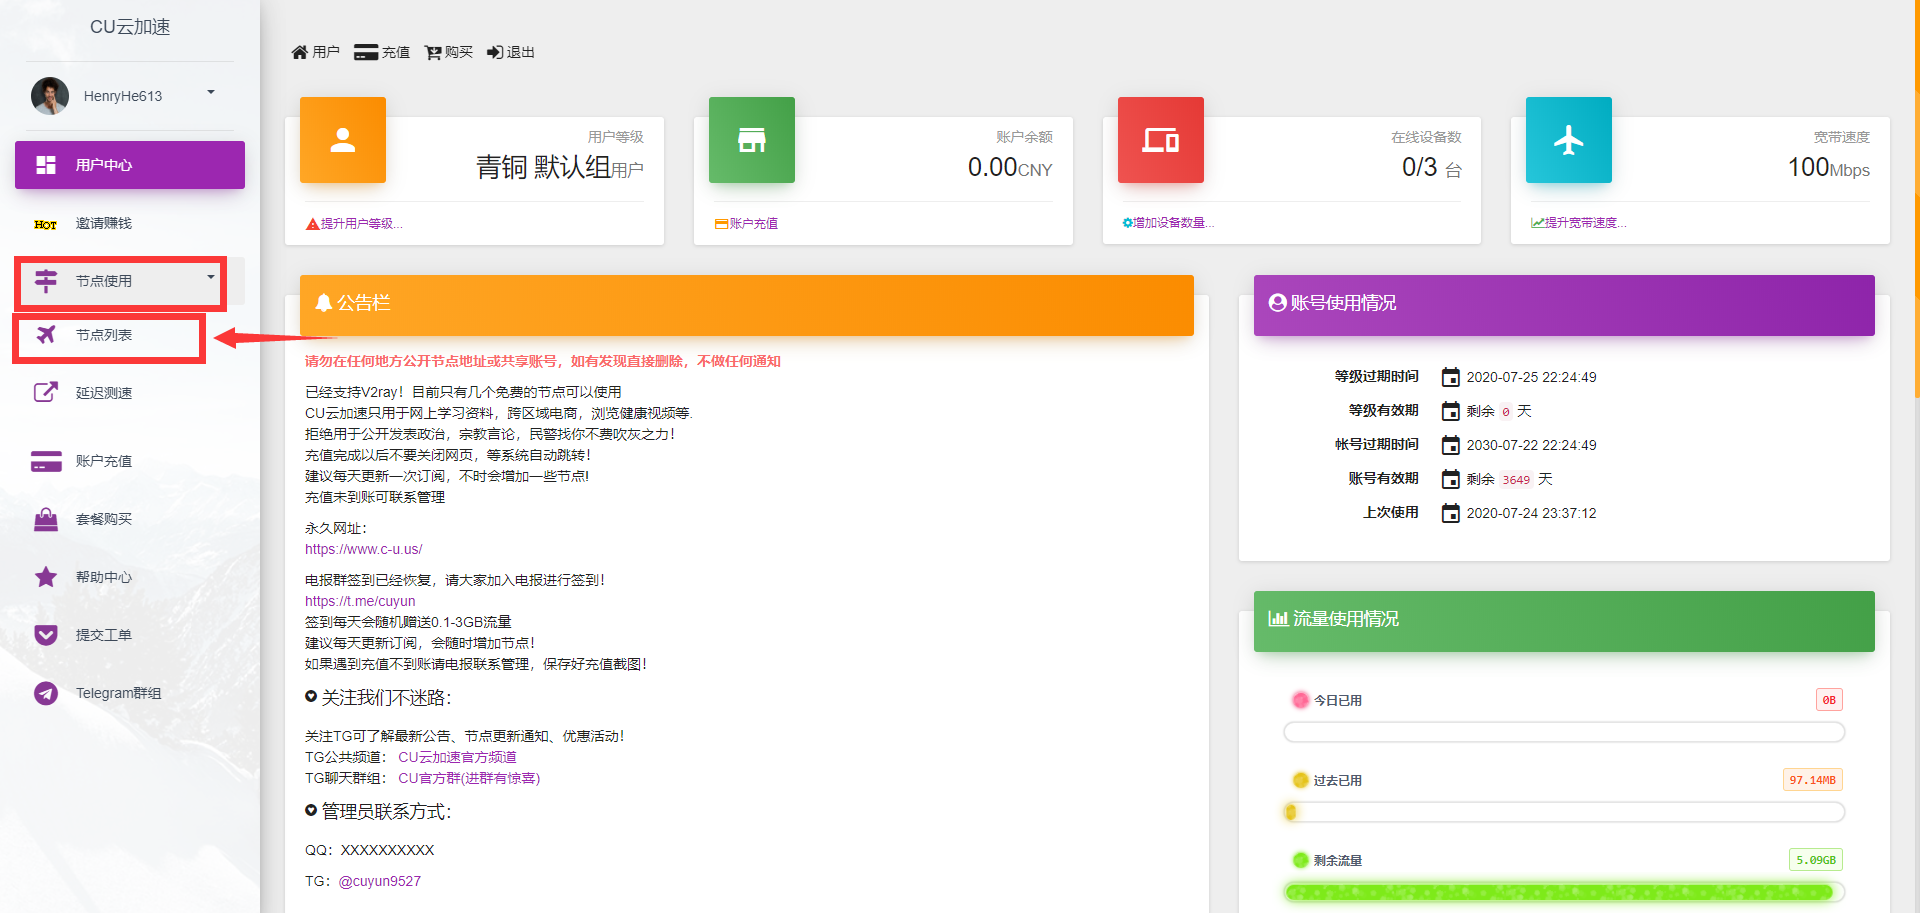 CU云加速
HenryHe613
用户中心
HOT 邀请赚钱
节点使用
节点列表
延迟测速
账户充值
套餐购买
帮助中心
提交工单
Telegram群组
用户 充值 购买 退出
用户等级
青铜 默认组用户
提升用户等级...
账户余额
0.00CNY
账户充值
在线设备数
0/3 台
增加设备数量...
宽带速度
100Mbps
提升宽带速度...
公告栏
请勿在任何地方公开节点地址或共享账号，如有发现直接删除，不做任何通知
已经支持V2ray！目前只有几个免费的节点可以使用
CU云加速只用于网上学习资料，跨区域电商，浏览健康视频等.
拒绝用于公开发表政治，宗教言论，民警找你不费吹灰之力！
充值完成以后不要关闭网页，等系统自动跳转！
建议每天更新一次订阅，不时会增加一些节点!
充值未到账可联系管理
永久网址：
https://www.c-u.us/
电报群签到已经恢复，请大家加入电报进行签到！
https://t.me/cuyun
签到每天会随机赠送0.1-3GB流量
建议每天更新订阅，会随时增加节点！
如果遇到充值不到账请电报联系管理，保存好充值截图！
关注我们不迷路：
关注TG可了解最新公告、节点更新通知、优惠活动！
TG公共频道： CU云加速官方频道
TG聊天群组： CU官方群(进群有惊喜)
管理员联系方式：
QQ：XXXXXXXXXX
TG：@cuyun9527
账号使用情况
等级过期时间 2020-07-25 22:24:49
等级有效期 剩余 0 天
帐号过期时间 2030-07-22 22:24:49
账号有效期 剩余 3649 天
上次使用 2020-07-24 23:37:12
流量使用情况
今日已用 0B
过去已用 97.14MB
剩余流量 5.09GB